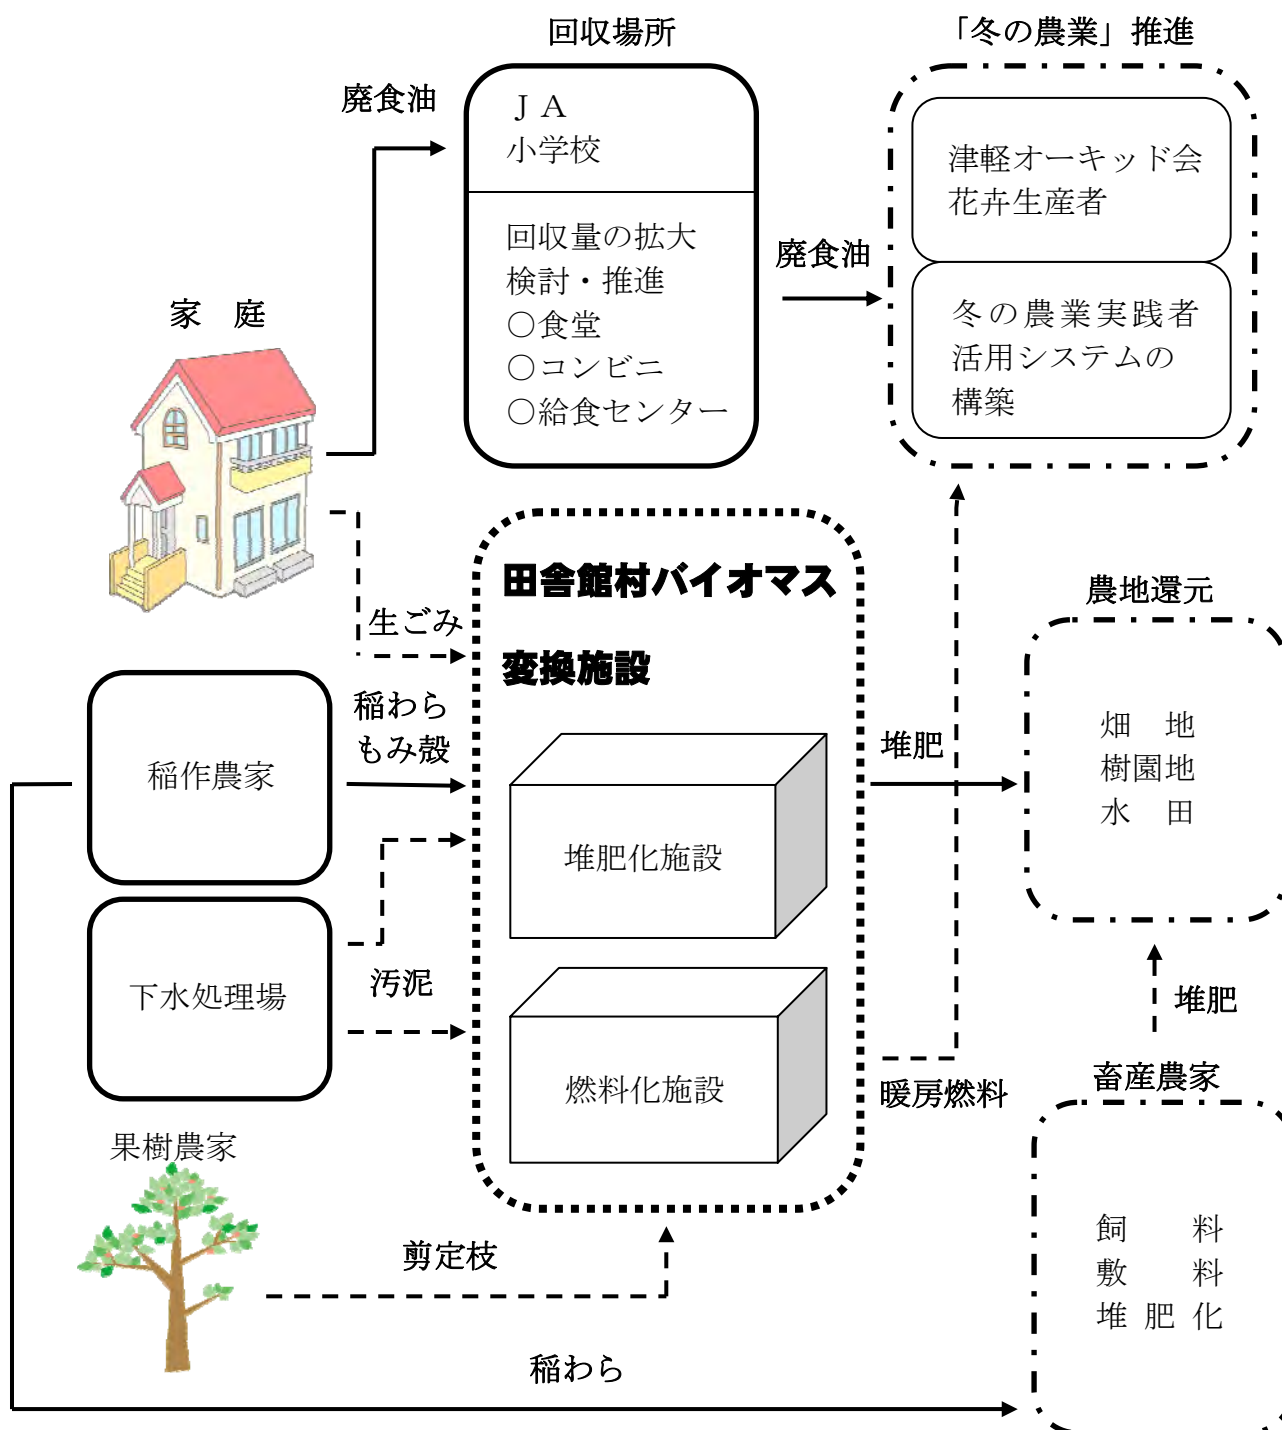 回収場所
「冬の農業」推進
廃食油
ＪＡ
小学校
回収量の拡大
検討・推進
○食堂
○コンビニ
○給食センター
廃食油
津軽オーキッド会
花卉生産者
冬の農業実践者
活用システムの
構築
家　庭
生ごみ
田舎館村バイオマス
変換施設
農地還元
稲わら
もみ殻
稲作農家
堆肥化施設
堆肥
畑　地
樹園地
水　田
下水処理場
汚泥
燃料化施設
暖房燃料
堆肥
畜産農家
果樹農家
剪定枝
飼　　料
敷　　料
堆 肥 化
稲わら